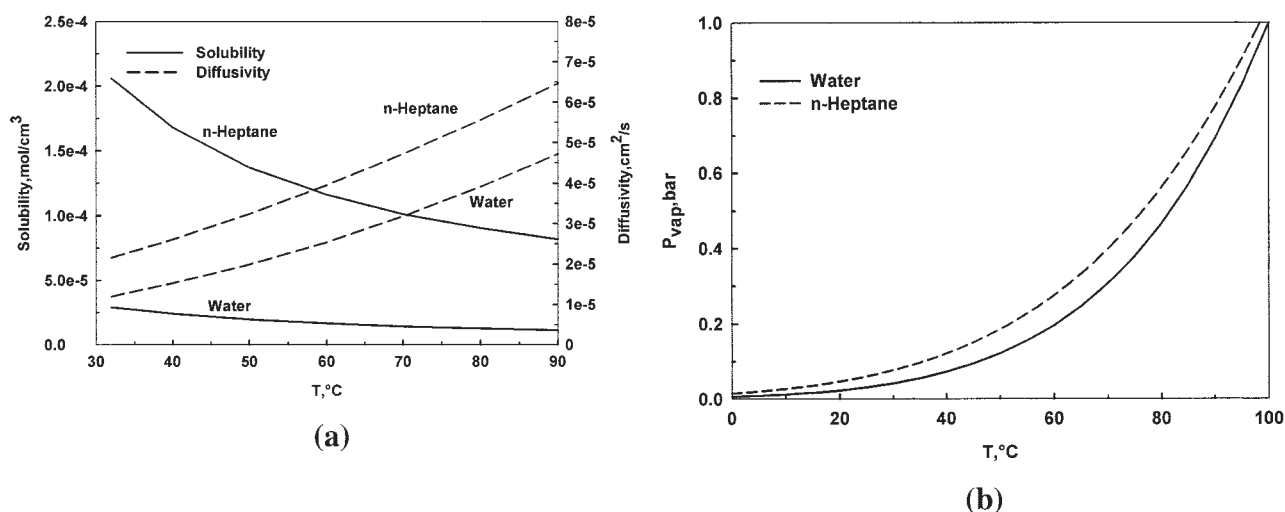 2.5e-4
2.0e-4
1.5e-4
1.0e-4
5.0e-5
0.0
Solubility,mol/cm³
Solubility
Diffusivity
n-Heptane
n-Heptane
Water
Water
8e-5
7e-5
6e-5
5e-5
4e-5
3e-5
2e-5
1e-5
0
Diffusivity,cm²/s
30 40 50 60 70 80 90
T,°C
(a)
1.0
0.8
0.6
0.4
0.2
0.0
Pvap,bar
Water
n-Heptane
0 20 40 60 80 100
T,°C
(b)